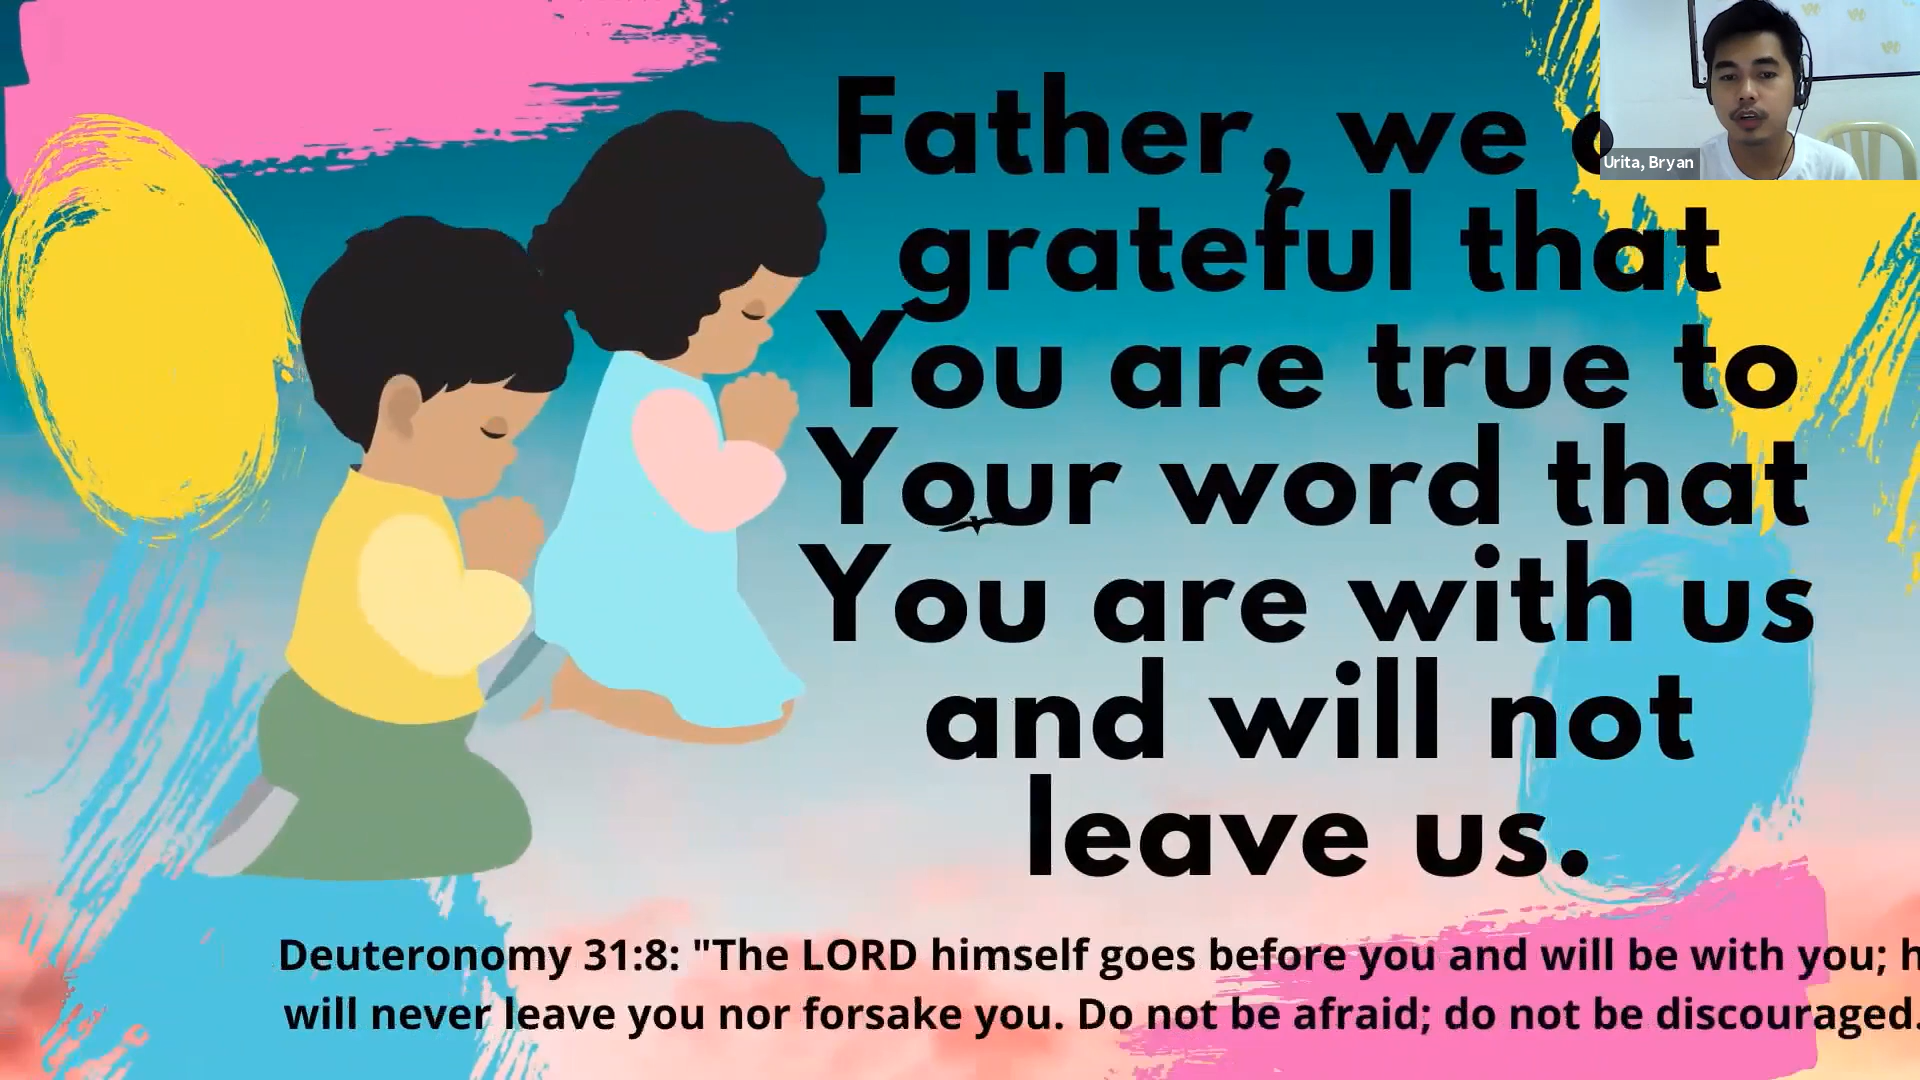 Father, we
grateful that
You are true to
Your word that
You are with us
and will not
leave us.
Deuteronomy 31:8: "The LORD himself goes before you and will be with you; h
will never leave you nor forsake you. Do not be afraid; do not be discouraged.
Urita, Bryan